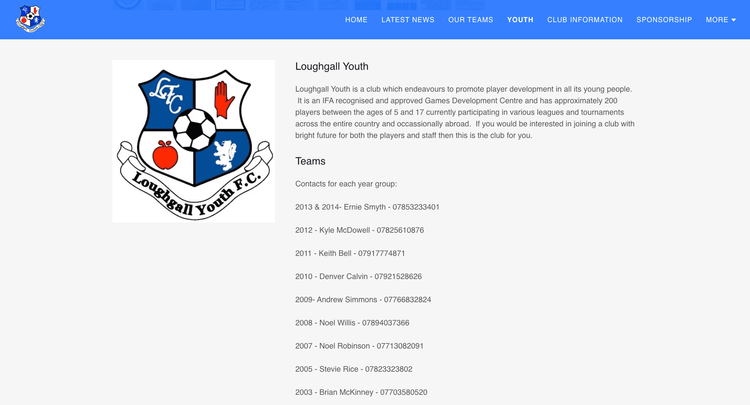 HOME LATEST NEWS OUR TEAMS YOUTH CLUB INFORMATION SPONSORSHIP MORE
LFC
Loughgall Youth F.C.
Loughgall Youth
Loughgall Youth is a club which endeavours to promote player development in all its young people.
It is an IFA recognised and approved Games Development Centre and has approximately 200
players between the ages of 5 and 17 currently participating in various leagues and tournaments
across the entire country and occassionally abroad. If you would be interested in joining a club with
bright future for both the players and staff then this is the club for you.
Teams
Contacts for each year group:
2013 & 2014- Ernie Smyth - 07853233401
2012 - Kyle McDowell - 07825610876
2011 - Keith Bell - 07917774871
2010 - Denver Calvin - 07921528626
2009- Andrew Simmons - 07766832824
2008 - Noel Willis - 07894037366
2007 - Noel Robinson - 07713082091
2005 - Stevie Rice - 07823323802
2003 - Brian McKinney - 07703580520